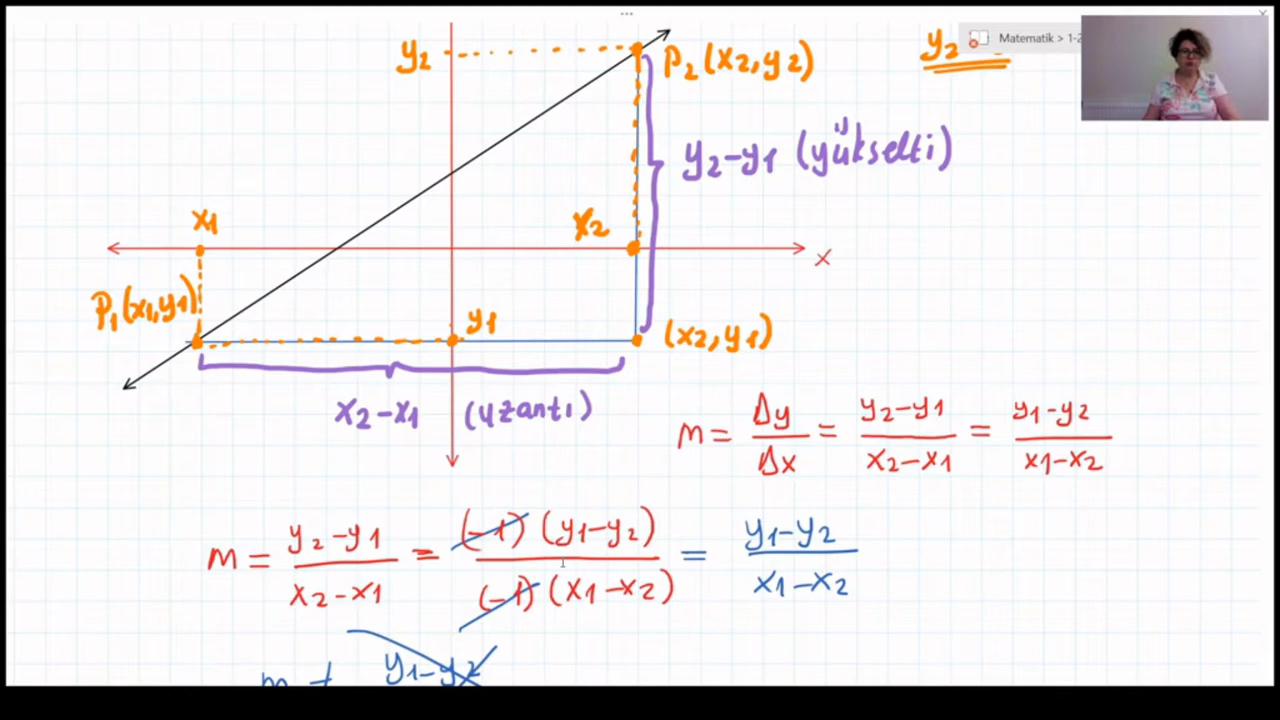 Matematik > 1-2
y2
P2 (x2, y2)
y2
y2-y1 (yükselti)
x1
x2
x
P1 (x1, y1)
y1
(x2, y1)
x2-x1 (uzantı)
m = Δy/Δx = y2-y1/x2-x1 = y1-y2/x1-x2
m = y2-y1/x2-x1 = (-1)(y1-y2)/(-1)(x1-x2) = y1-y2/x1-x2
m ≠ y1-y2